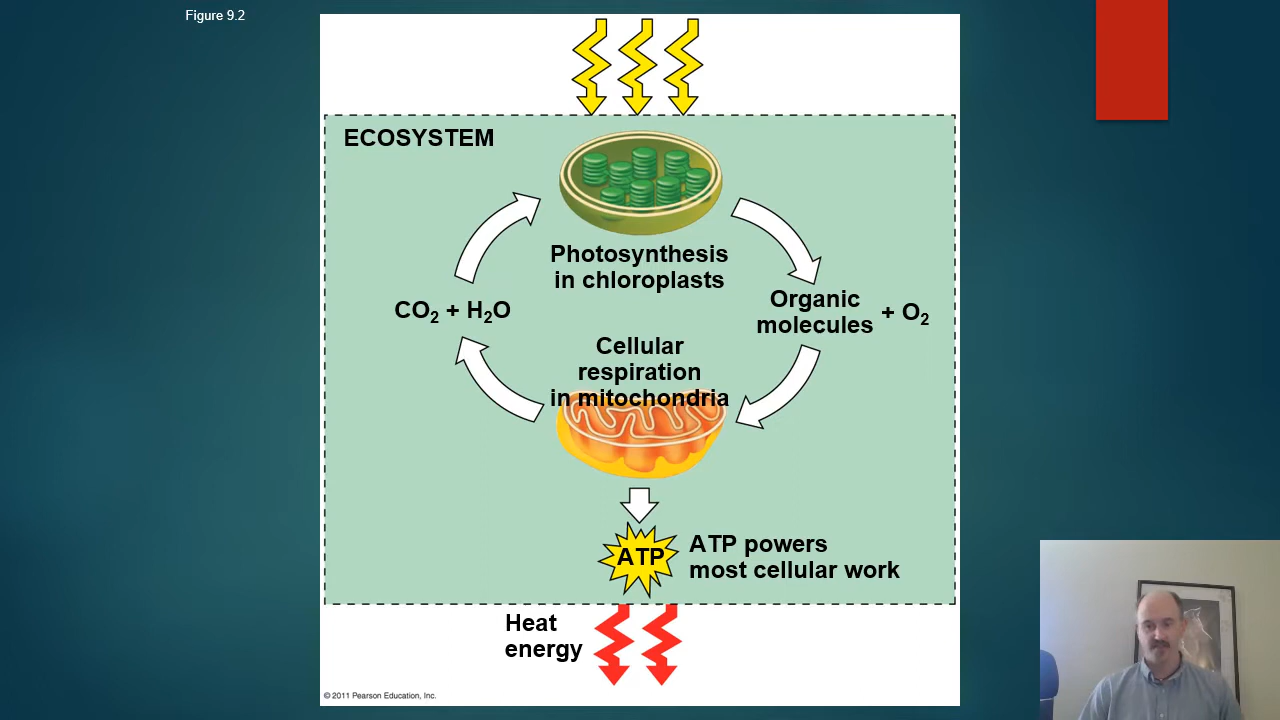 Figure 9.2
ECOSYSTEM
Photosynthesis
in chloroplasts
CO₂ + H₂O
Organic
molecules
+ O₂
Cellular
respiration
in mitochondria
ATP
ATP powers
most cellular work
Heat
energy
© 2011 Pearson Education, Inc.